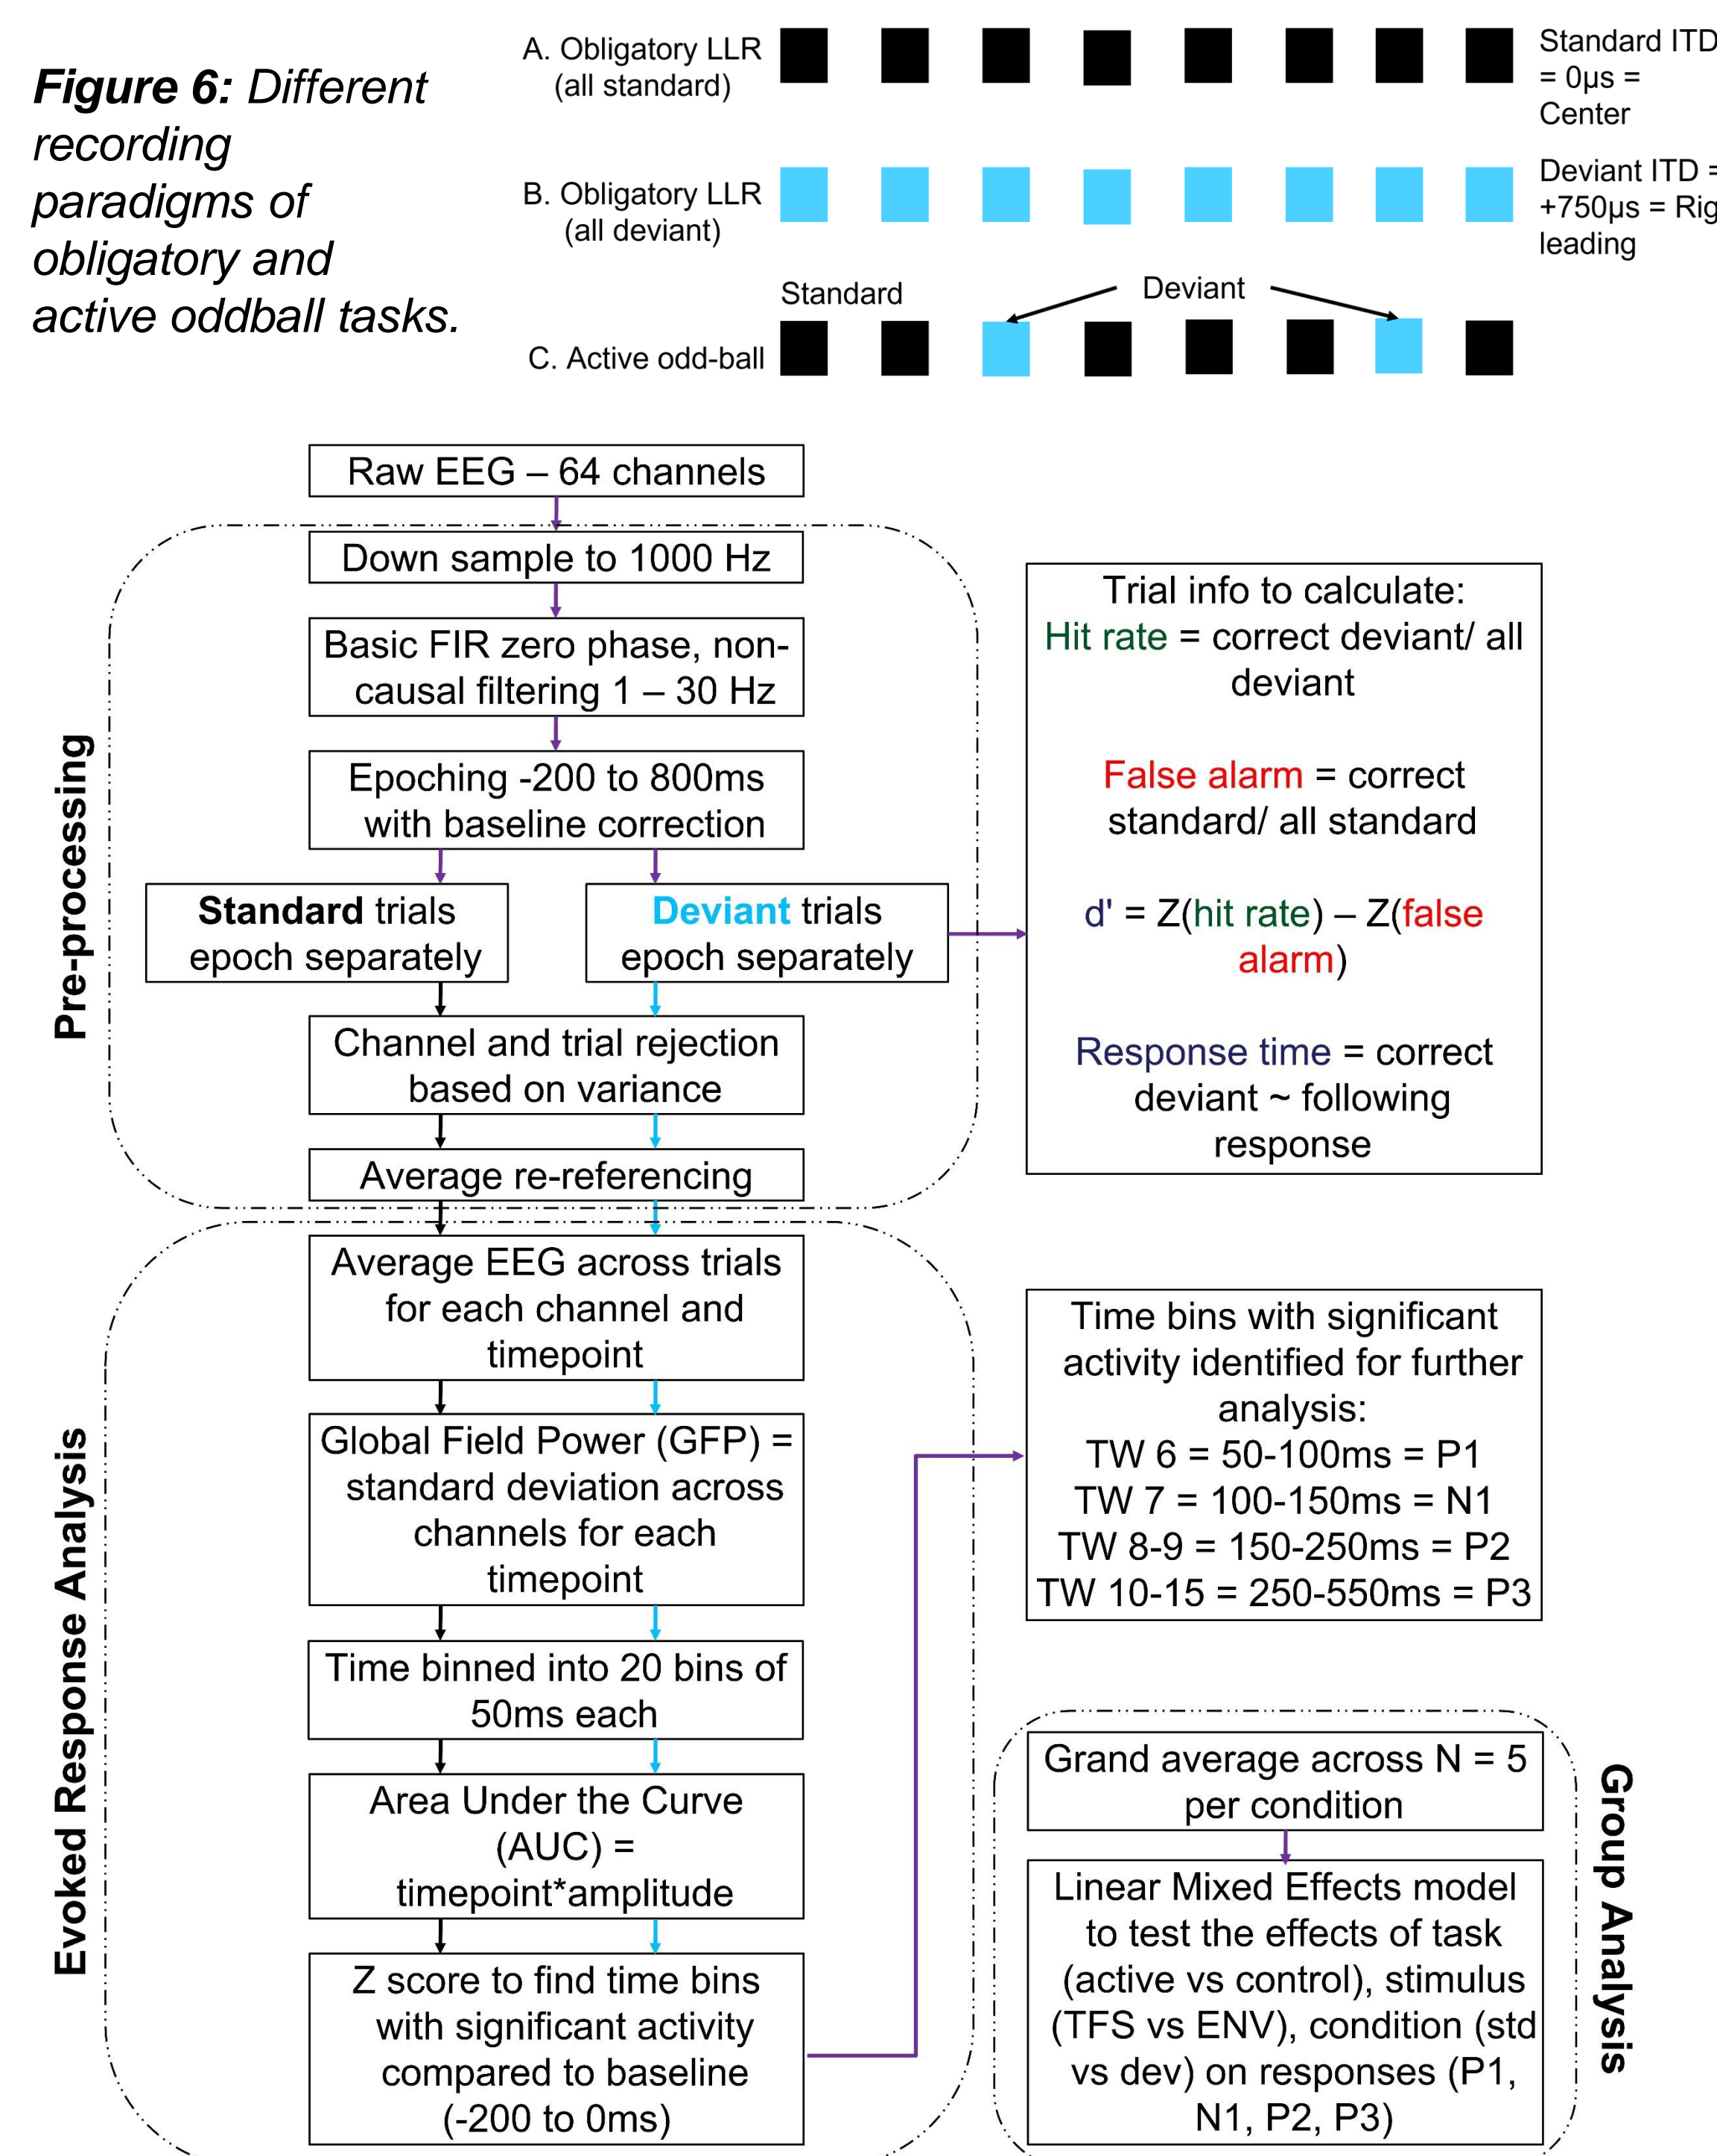 Figure 6: Different
recording
paradigms of
obligatory and
active oddball tasks.
A. Obligatory LLR
(all standard)
Standard ITD
= 0µs =
Center
B. Obligatory LLR
(all deviant)
Deviant ITD =
+750µs =
leading
Standard
Deviant
C. Active odd-ball
Raw EEG – 64 channels
Pre-processing
Down sample to 1000 Hz
Basic FIR zero phase, non-
causal filtering 1 – 30 Hz
Epoching -200 to 800ms
with baseline correction
Standard trials
epoch separately
Deviant trials
epoch separately
Channel and trial rejection
based on variance
Average re-referencing
Trial info to calculate:
Hit rate = correct deviant/ all
deviant
False alarm = correct
standard/ all standard
d' = Z(hit rate) – Z(false
alarm)
Response time = correct
deviant ~ following
response
Evoked Response Analysis
Average EEG across trials
for each channel and
timepoint
Global Field Power (GFP) =
standard deviation across
channels for each
timepoint
Time binned into 20 bins of
50ms each
Area Under the Curve
(AUC) =
timepoint*amplitude
Z score to find time bins
with significant activity
compared to baseline
(-200 to 0ms)
Time bins with significant
activity identified for further
analysis:
TW 6 = 50-100ms = P1
TW 7 = 100-150ms = N1
TW 8-9 = 150-250ms = P2
TW 10-15 = 250-550ms = P3
Group Analysis
Grand average across N = 5
per condition
Linear Mixed Effects model
to test the effects of task
(active vs control), stimulus
(TFS vs ENV), condition (std
vs dev) on responses (P1,
N1, P2, P3)